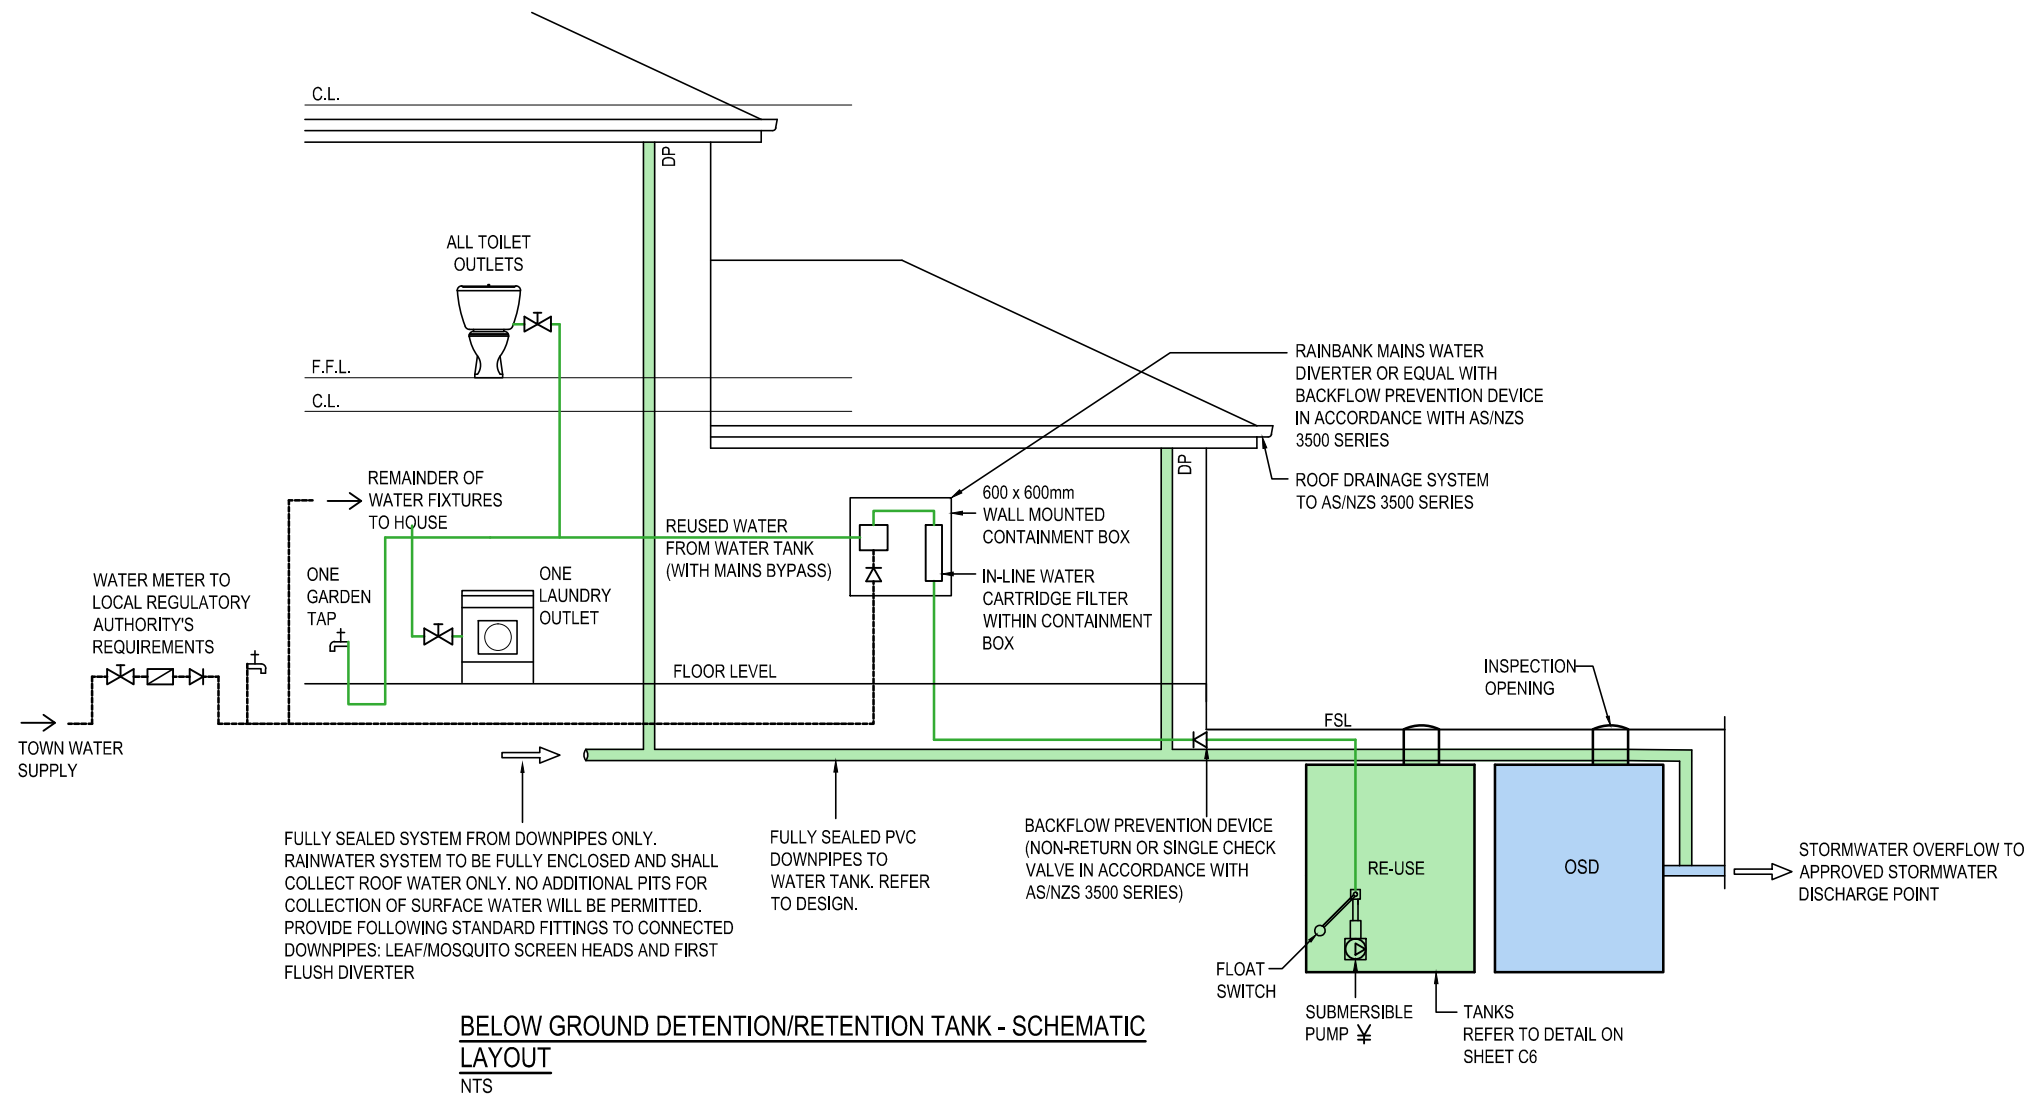 C.L.
DP
ALL TOILET
OUTLETS
F.F.L.
C.L.
RAINBANK MAINS WATER
DIVERTER OR EQUAL WITH
BACKFLOW PREVENTION DEVICE
IN ACCORDANCE WITH AS/NZS
3500 SERIES
DP
ROOF DRAINAGE SYSTEM
TO AS/NZS 3500 SERIES
REMAINDER OF
WATER FIXTURES
TO HOUSE
600 x 600mm
WALL MOUNTED
CONTAINMENT BOX
REUSED WATER
FROM WATER TANK
(WITH MAINS BYPASS)
IN-LINE WATER
CARTRIDGE FILTER
WITHIN CONTAINMENT
BOX
WATER METER TO
LOCAL REGULATORY
AUTHORITY'S
REQUIREMENTS
ONE
GARDEN
TAP
ONE
LAUNDRY
OUTLET
FLOOR LEVEL
INSPECTION
OPENING
FSL
TOWN WATER
SUPPLY
FULLY SEALED SYSTEM FROM DOWNPIPES ONLY.
RAINWATER SYSTEM TO BE FULLY ENCLOSED AND SHALL
COLLECT ROOF WATER ONLY. NO ADDITIONAL PITS FOR
COLLECTION OF SURFACE WATER WILL BE PERMITTED.
PROVIDE FOLLOWING STANDARD FITTINGS TO CONNECTED
DOWNPIPES: LEAF/MOSQUITO SCREEN HEADS AND FIRST
FLUSH DIVERTER
FULLY SEALED PVC
DOWNPIPES TO
WATER TANK. REFER
TO DESIGN.
BACKFLOW PREVENTION DEVICE
(NON-RETURN OR SINGLE CHECK
VALVE IN ACCORDANCE WITH
AS/NZS 3500 SERIES)
RE-USE
OSD
STORMWATER OVERFLOW TO
APPROVED STORMWATER
DISCHARGE POINT
FLOAT
SWITCH
SUBMERSIBLE
PUMP ¥
TANKS
REFER TO DETAIL ON
SHEET C6
BELOW GROUND DETENTION/RETENTION TANK - SCHEMATIC
LAYOUT
NTS